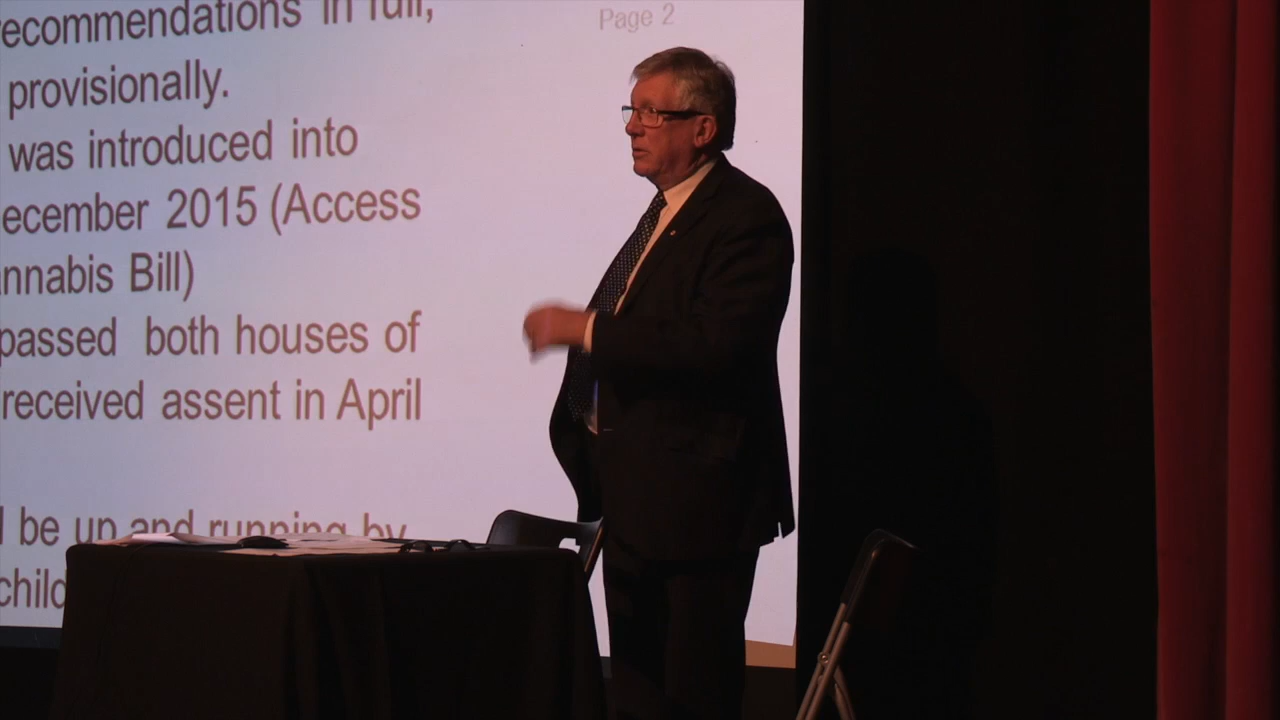 recommendations in full,
Page 2
provisionally.
was introduced into
ecember 2015 (Access
annabis Bill)
passed both houses of
received assent in April
be up and running by
child